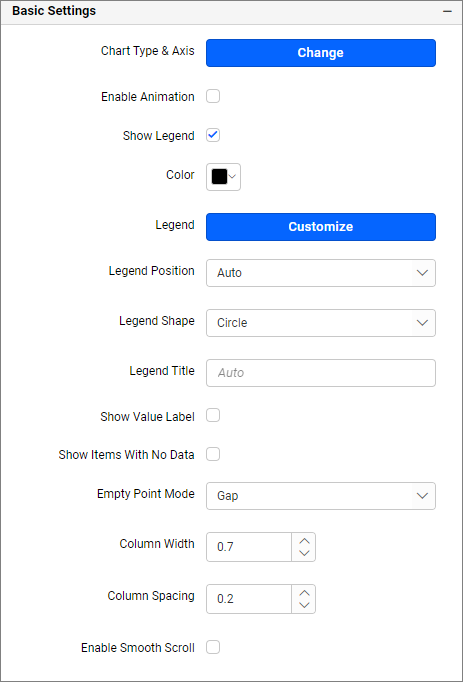 Basic Settings
Chart Type & Axis Change
Enable Animation
Show Legend
Color
Legend Customize
Legend Position Auto
Legend Shape Circle
Legend Title Auto
Show Value Label
Show Items With No Data
Empty Point Mode Gap
Column Width 0.7
Column Spacing 0.2
Enable Smooth Scroll